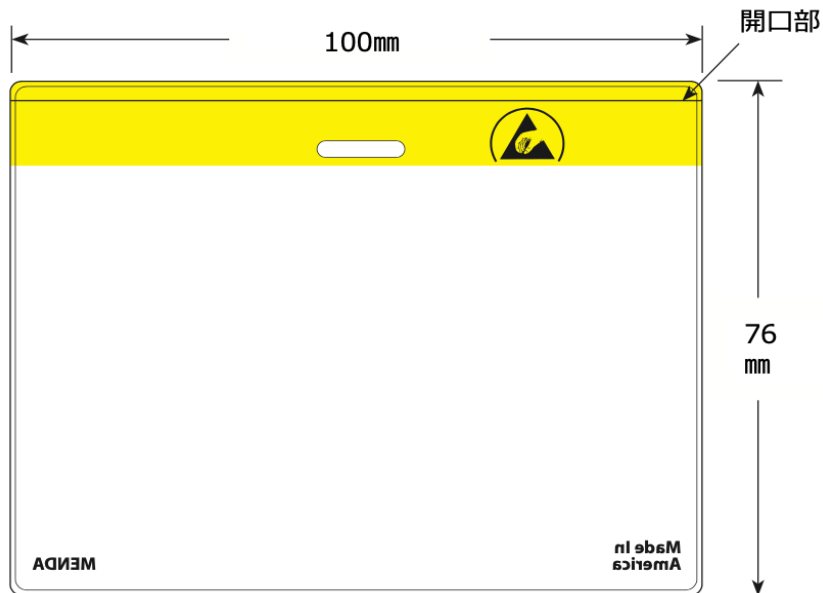 100㎜
開口部
76
㎜
MENDA
Made In
America